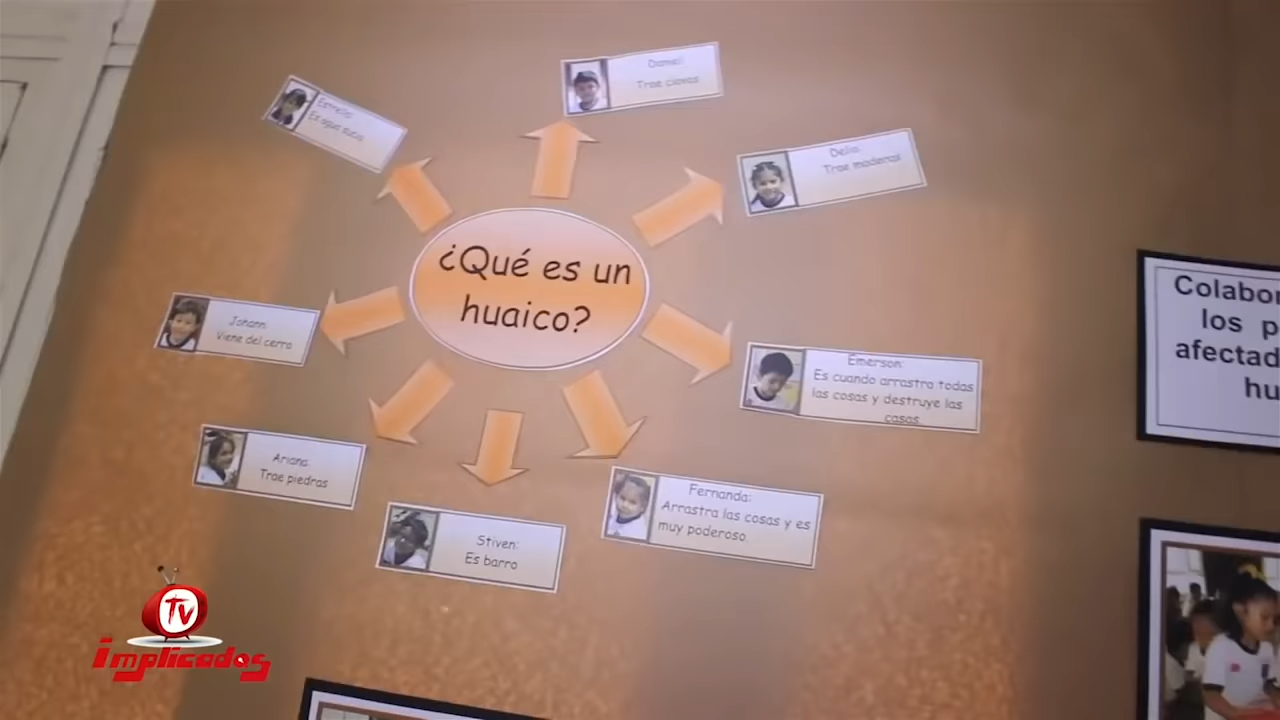 ¿Qué es un
huaico?
Daniel:
Trae clavos
Delia:
Trae maderas
Emerson:
Es cuando arrastra todas
las cosas y destruye las
casas.
Fernanda:
Arrastra las cosas y es
muy poderoso.
Stiven:
Es barro
Ariana:
Trae piedras
Johann:
Viene del cerro
Estrella:
Es agua sucia
Colabor
los p
afectad
hu
TV
implicados